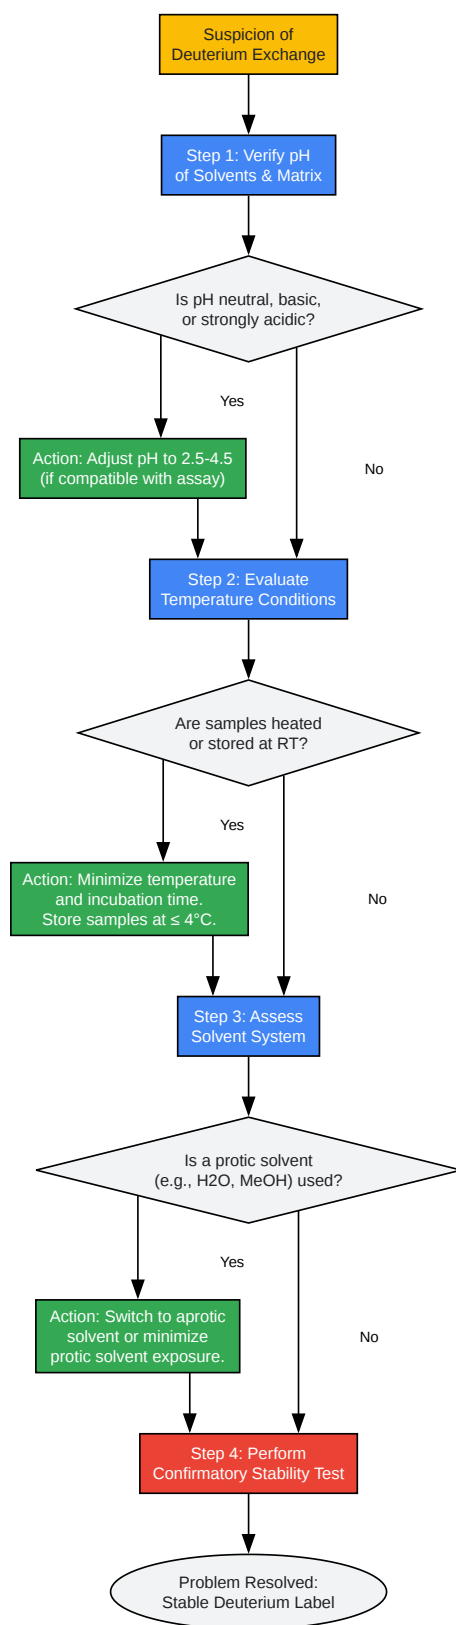 Suspicion of
Deuterium Exchange
Step 1: Verify pH
of Solvents & Matrix
Is pH neutral, basic,
or strongly acidic?
Yes
Action: Adjust pH to 2.5-4.5
(if compatible with assay)
No
Step 2: Evaluate
Temperature Conditions
Are samples heated
or stored at RT?
Yes
Action: Minimize temperature
and incubation time.
Store samples at ≤ 4°C.
No
Step 3: Assess
Solvent System
Is a protic solvent
(e.g., H2O, MeOH) used?
Yes
Action: Switch to aprotic
solvent or minimize
protic solvent exposure.
No
Step 4: Perform
Confirmatory Stability Test
Problem Resolved:
Stable Deuterium Label